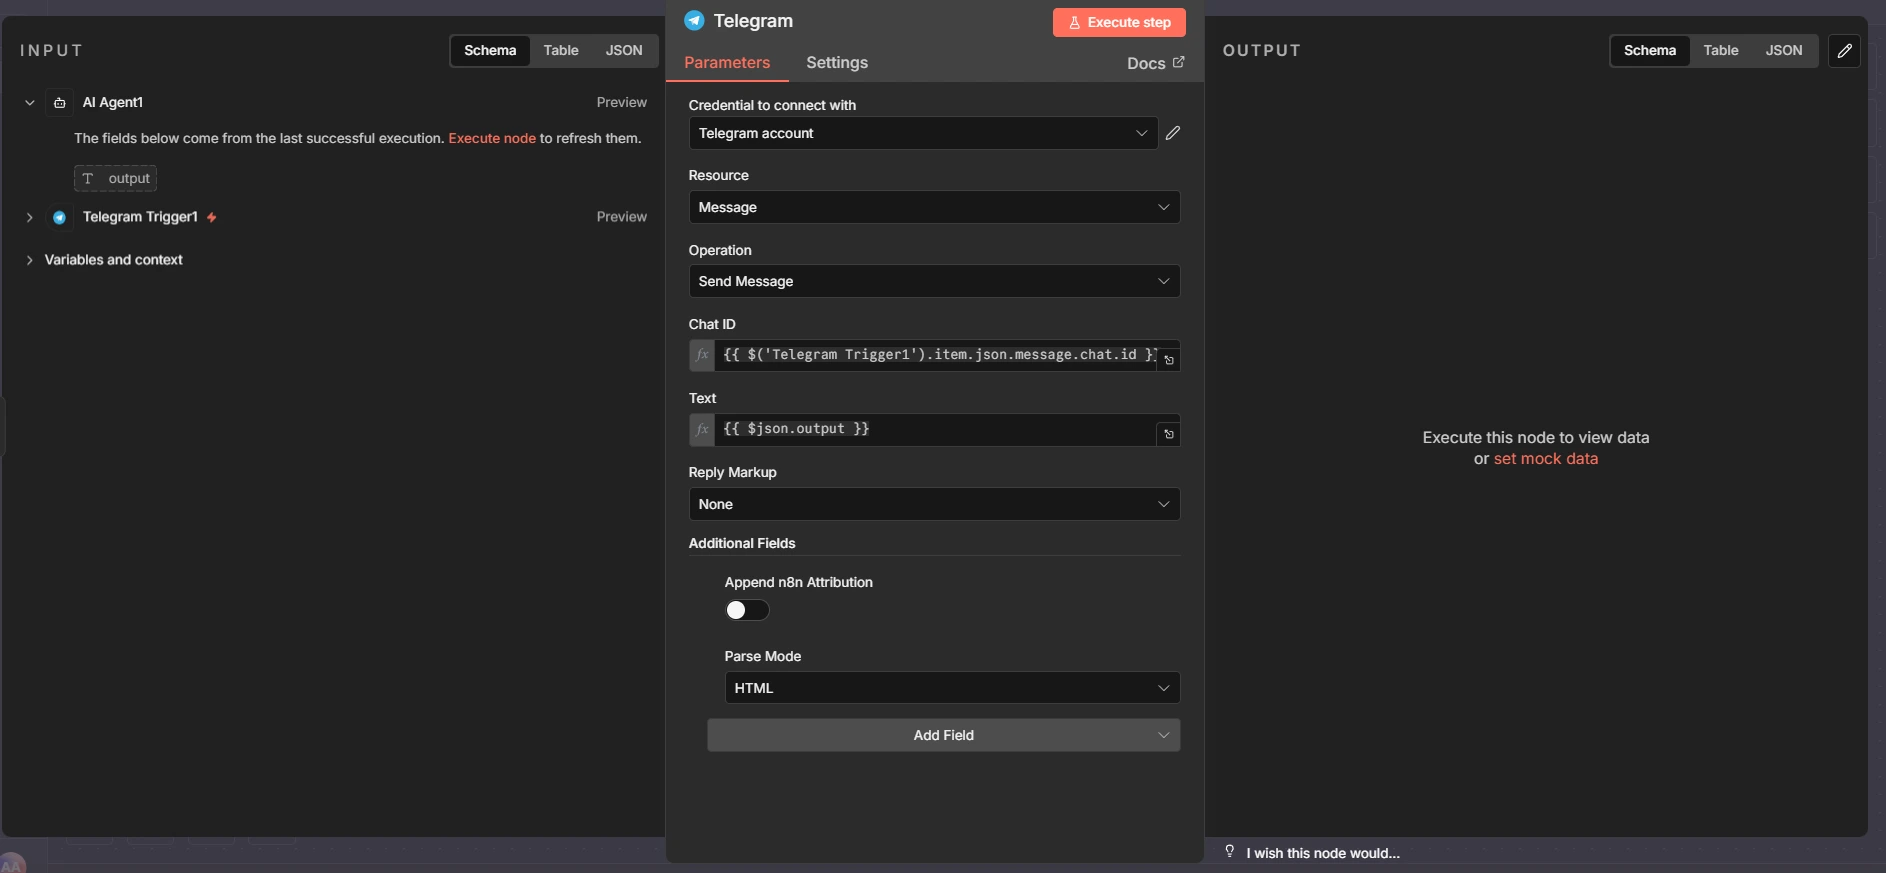 INPUT
Schema Table JSON
AI Agent1 Preview
The fields below come from the last successful execution. Execute node to refresh them.
T output
Telegram Trigger1 Preview
Variables and context
Telegram
Execute step
Parameters Settings Docs
Credential to connect with
Telegram account
Resource
Message
Operation
Send Message
Chat ID
fx {{ $('Telegram Trigger1').item.json.message.chat.id }}
Text
fx {{ $json.output }}
Reply Markup
None
Additional Fields
Append n8n Attribution
Parse Mode
HTML
Add Field
OUTPUT
Schema Table JSON
Execute this node to view data
or set mock data
I wish this node would...
AA